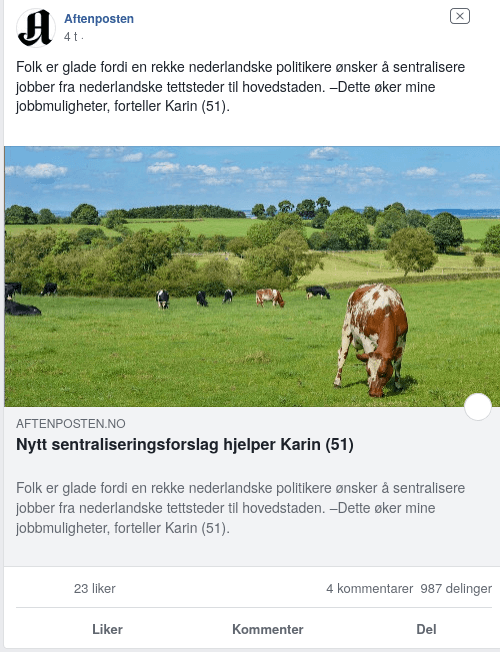 Aftenposten
4 t ·
Folk er glade fordi en rekke nederlandske politikere ønsker å sentralisere
jobber fra nederlandske tettsteder til hovedstaden. –Dette øker mine
jobbmuligheter, forteller Karin (51).
AFTENPOSTEN.NO
Nytt sentraliseringsforslag hjelper Karin (51)
Folk er glade fordi en rekke nederlandske politikere ønsker å sentralisere
jobber fra nederlandske tettsteder til hovedstaden. –Dette øker mine
jobbmuligheter, forteller Karin (51).
23 liker 4 kommentarer 987 delinger
Liker Kommenter Del